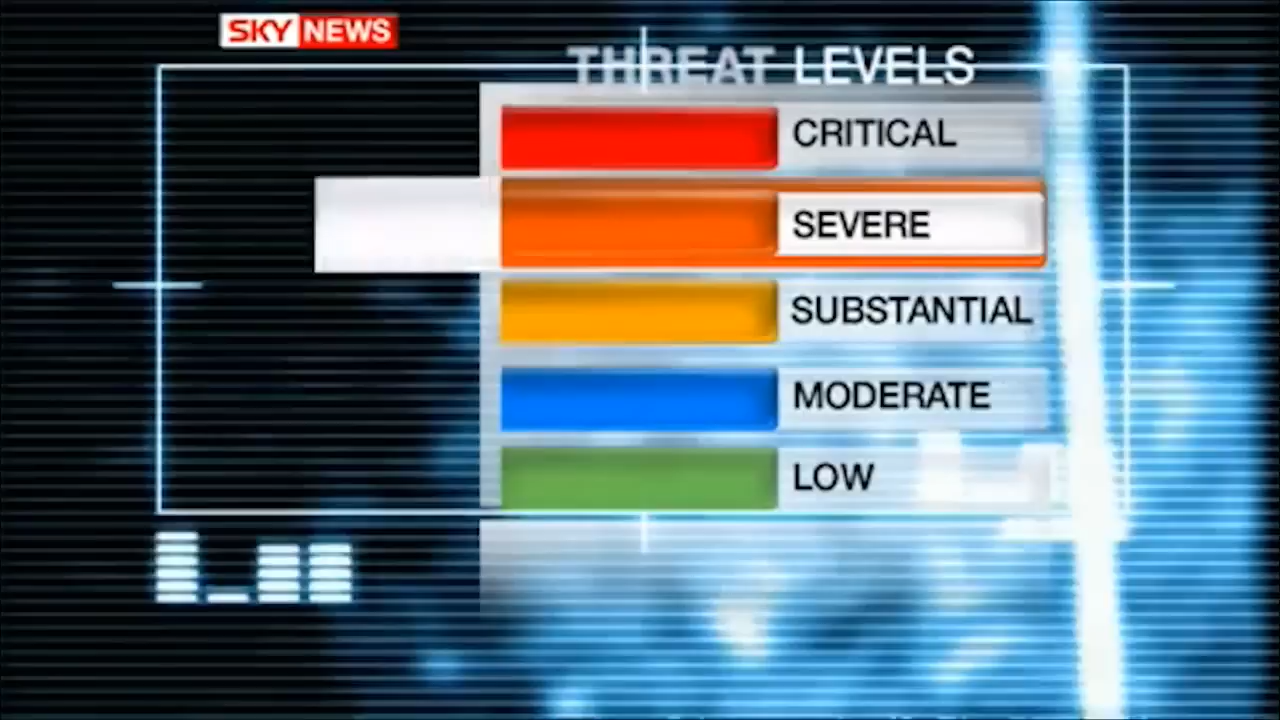 SKY NEWS
THREAT LEVELS
CRITICAL
SEVERE
SUBSTANTIAL
MODERATE
LOW